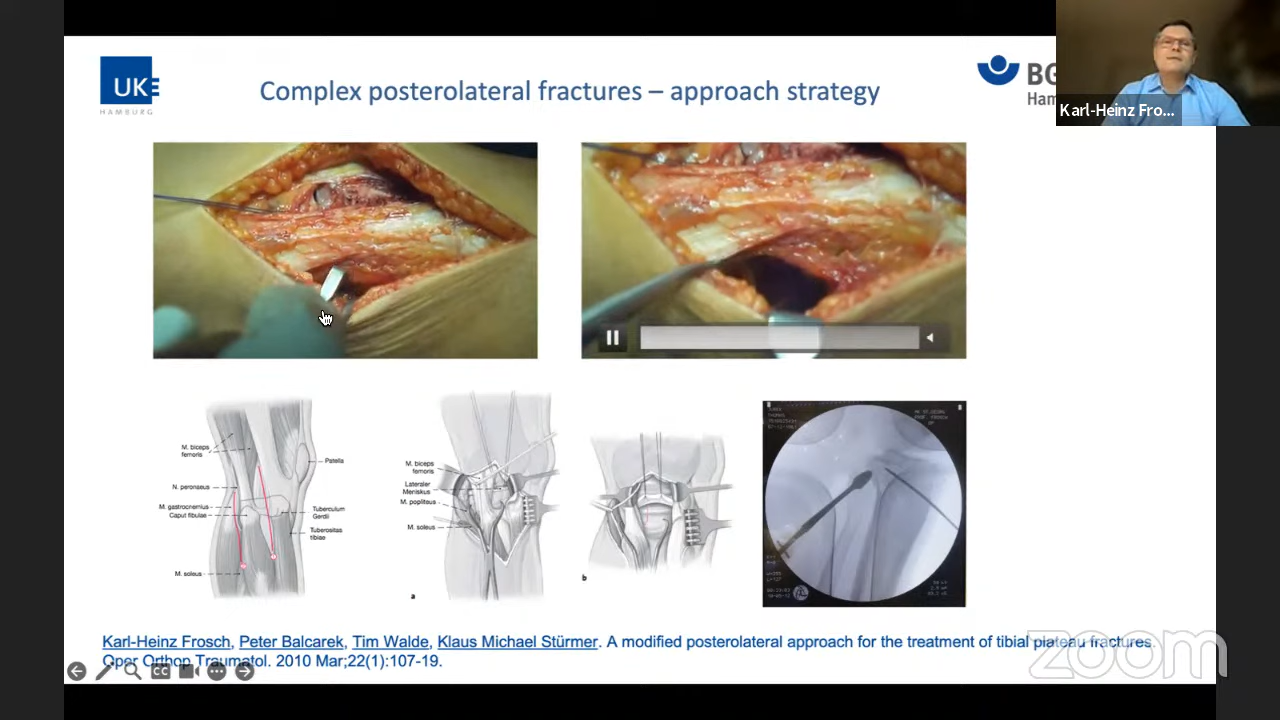 UKE
HAMBURG
Complex posterolateral fractures – approach strategy
BG
Ham
Karl-Heinz Fro...
M. biceps
femoris
N. peronaeus
M. gastrocnemius
Caput fibulae
M. soleus
Patella
Tuberculum
Gerdii
Tuberositas
tibiae
M. biceps
femoris
Lateraler
Meniskus
M. popliteus
M. soleus
a
b
Karl-Heinz Frosch, Peter Balcarek, Tim Walde, Klaus Michael Stürmer. A modified posterolateral approach for the treatment of tibial plateau fractures.
Oper Orthop Traumatol. 2010 Mar;22(1):107-19.
CC
zoom